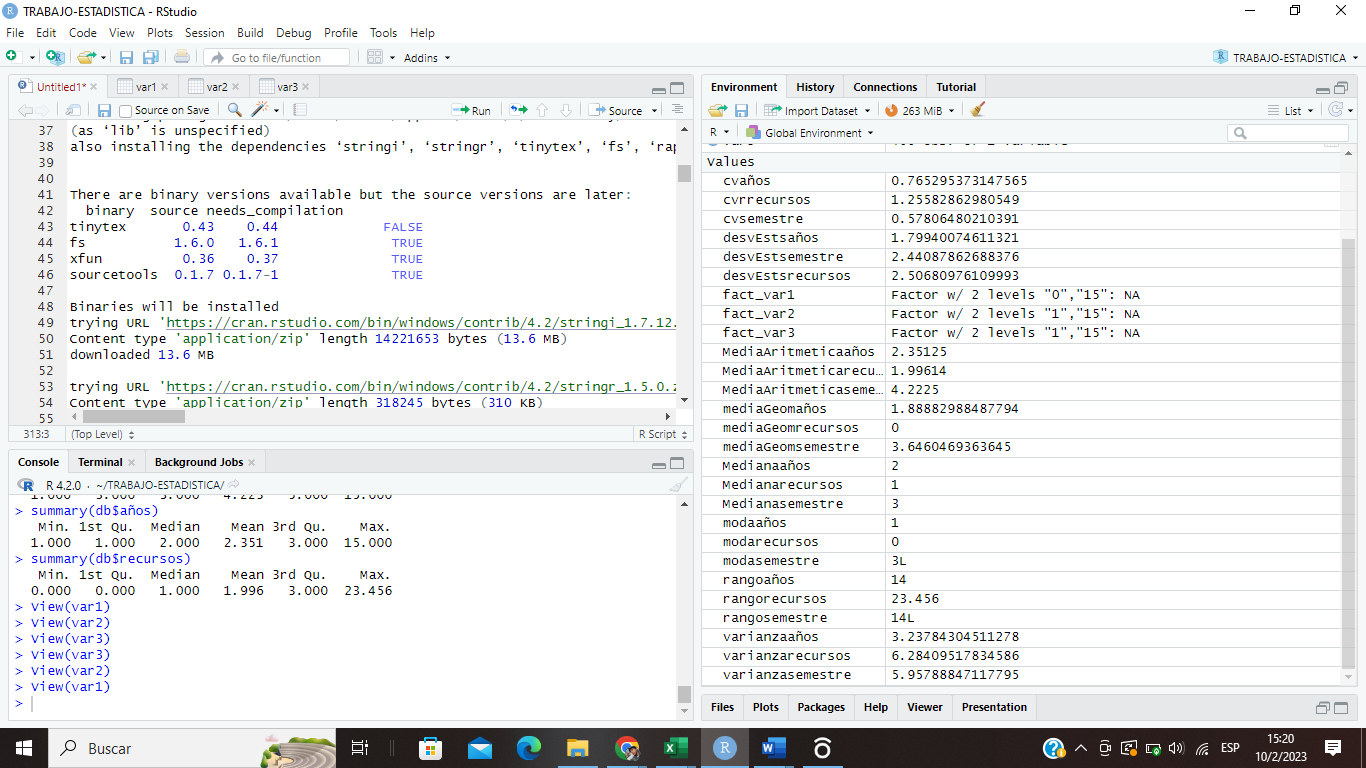 TRABAJO-ESTADISTICA - RStudio
File Edit Code View Plots Session Build Debug Profile Tools Help
Go to file/function Addins TRABAJO-ESTADISTICA
Untitled1* var1 var2 var3
Source on Save Run Source
37 (as ‘lib’ is unspecified)
38 also installing the dependencies ‘stringi’, ‘stringr’, ‘tinytex’, ‘fs’, ‘rap
39
40
41 There are binary versions available but the source versions are later:
42 binary source needs_compilation
43 tinytex 0.43 0.44 FALSE
44 fs 1.6.0 1.6.1 TRUE
45 xfun 0.36 0.37 TRUE
46 sourcetools 0.1.7 0.1.7-1 TRUE
47
48 Binaries will be installed
49 trying URL 'https://cran.rstudio.com/bin/windows/contrib/4.2/stringi_1.7.12.
50 Content type 'application/zip' length 14221653 bytes (13.6 MB)
51 downloaded 13.6 MB
52
53 trying URL 'https://cran.rstudio.com/bin/windows/contrib/4.2/stringr_1.5.0.z
54 Content type 'application/zip' length 318245 bytes (310 KB)
55
313:3 (Top Level) R Script
Console Terminal Background Jobs
R 4.2.0 · ~/TRABAJO-ESTADISTICA/
1.000 3.000 3.000 4.223 5.000 15.000
> summary(db$años)
Min. 1st Qu. Median Mean 3rd Qu. Max.
1.000 1.000 2.000 2.351 3.000 15.000
> summary(db$recursos)
Min. 1st Qu. Median Mean 3rd Qu. Max.
0.000 0.000 1.000 1.996 3.000 23.456
> View(var1)
> View(var2)
> View(var3)
> View(var3)
> View(var2)
> View(var1)
>
Environment History Connections Tutorial
Import Dataset 263 MiB List
R Global Environment
Values
cvaños 0.765295373147565
cvrrecursos 1.25582862980549
cvsemestre 0.57806480210391
desvEstsaños 1.79940074611321
desvEstsemestre 2.44087862688376
desvEstsrecursos 2.50680976109993
fact_var1 Factor w/ 2 levels "0","15": NA
fact_var2 Factor w/ 2 levels "1","15": NA
fact_var3 Factor w/ 2 levels "1","15": NA
MediaAritmeticaaños 2.35125
MediaAritmeticarecu… 1.99614
MediaAritmeticaseme… 4.2225
mediaGeomaños 1.88882988487794
mediaGeomrecursos 0
mediaGeomsemestre 3.6460469363645
Medianaaños 2
Medianarecursos 1
Medianasemestre 3
modaaños 1
modarecursos 0
modasemestre 3L
rangoaños 14
rangorecursos 23.456
rangosemestre 14L
varianzaaños 3.23784304511278
varianzarecursos 6.28409517834586
varianzasemestre 5.95788847117795
Files Plots Packages Help Viewer Presentation
Buscar
ESP
15:20
10/2/2023